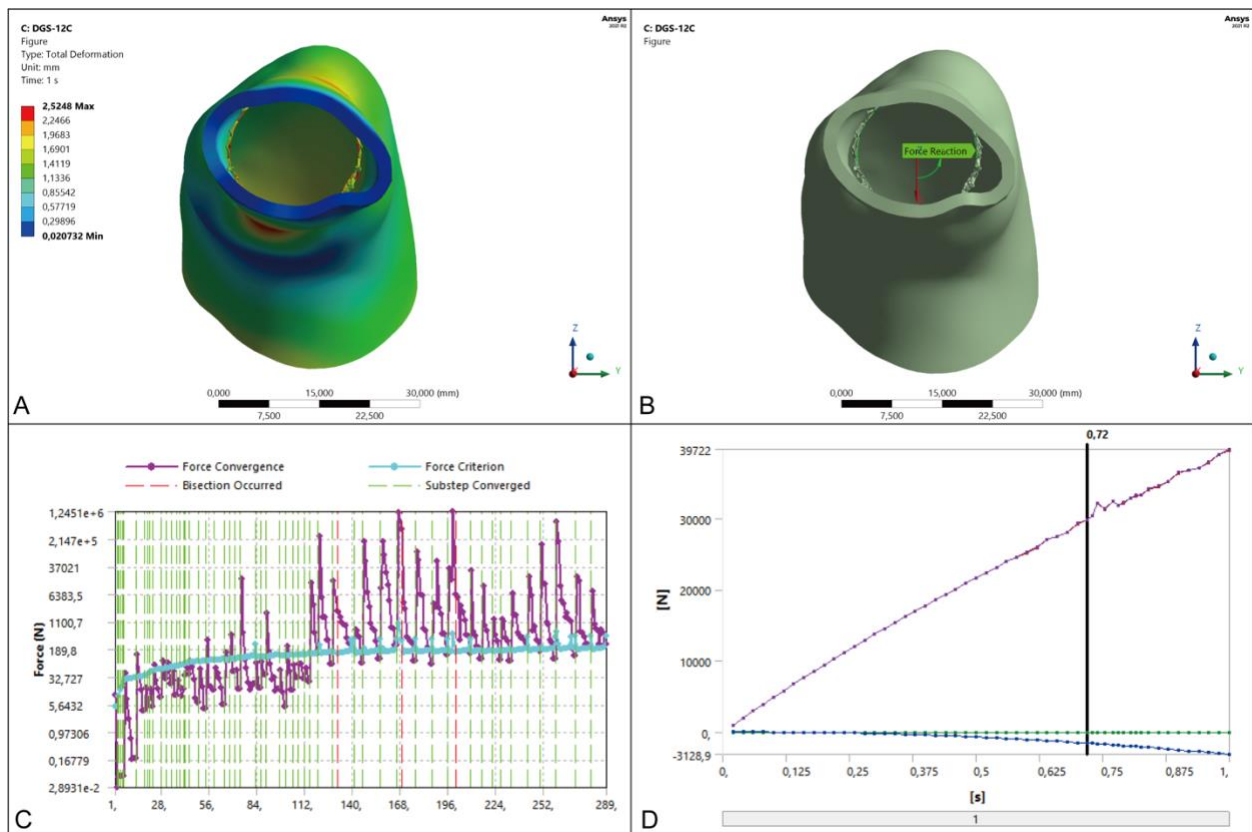 C: DGS-12C
Figure
Type: Total Deformation
Unit: mm
Time: 1 s
2,5248 Max
2,2466
1,9683
1,6901
1,4119
1,1336
0,85542
0,57719
0,29896
0,020732 Min
Ansys
2021 R2
Z
Y
X
0,000
15,000
30,000 (mm)
7,500
22,500
A
C: DGS-12C
Figure
Ansys
2021 R2
Force Reaction
Z
Y
X
0,000
15,000
30,000 (mm)
7,500
22,500
B
Force Convergence
Force Criterion
Bisection Occurred
Substep Converged
Force (N)
1,2451e+6
2,147e+5
37021
6383,5
1100,7
189,8
32,727
5,6432
0,97306
0,16779
2,8931e-2
1,
28,
56,
84,
112,
140,
168,
196,
224,
252,
289,
C
0,72
[N]
39722
30000
20000
10000
0,
-3128,9
0,
0,125
0,25
0,375
0,5
0,625
0,75
0,875
1,
[s]
1
D